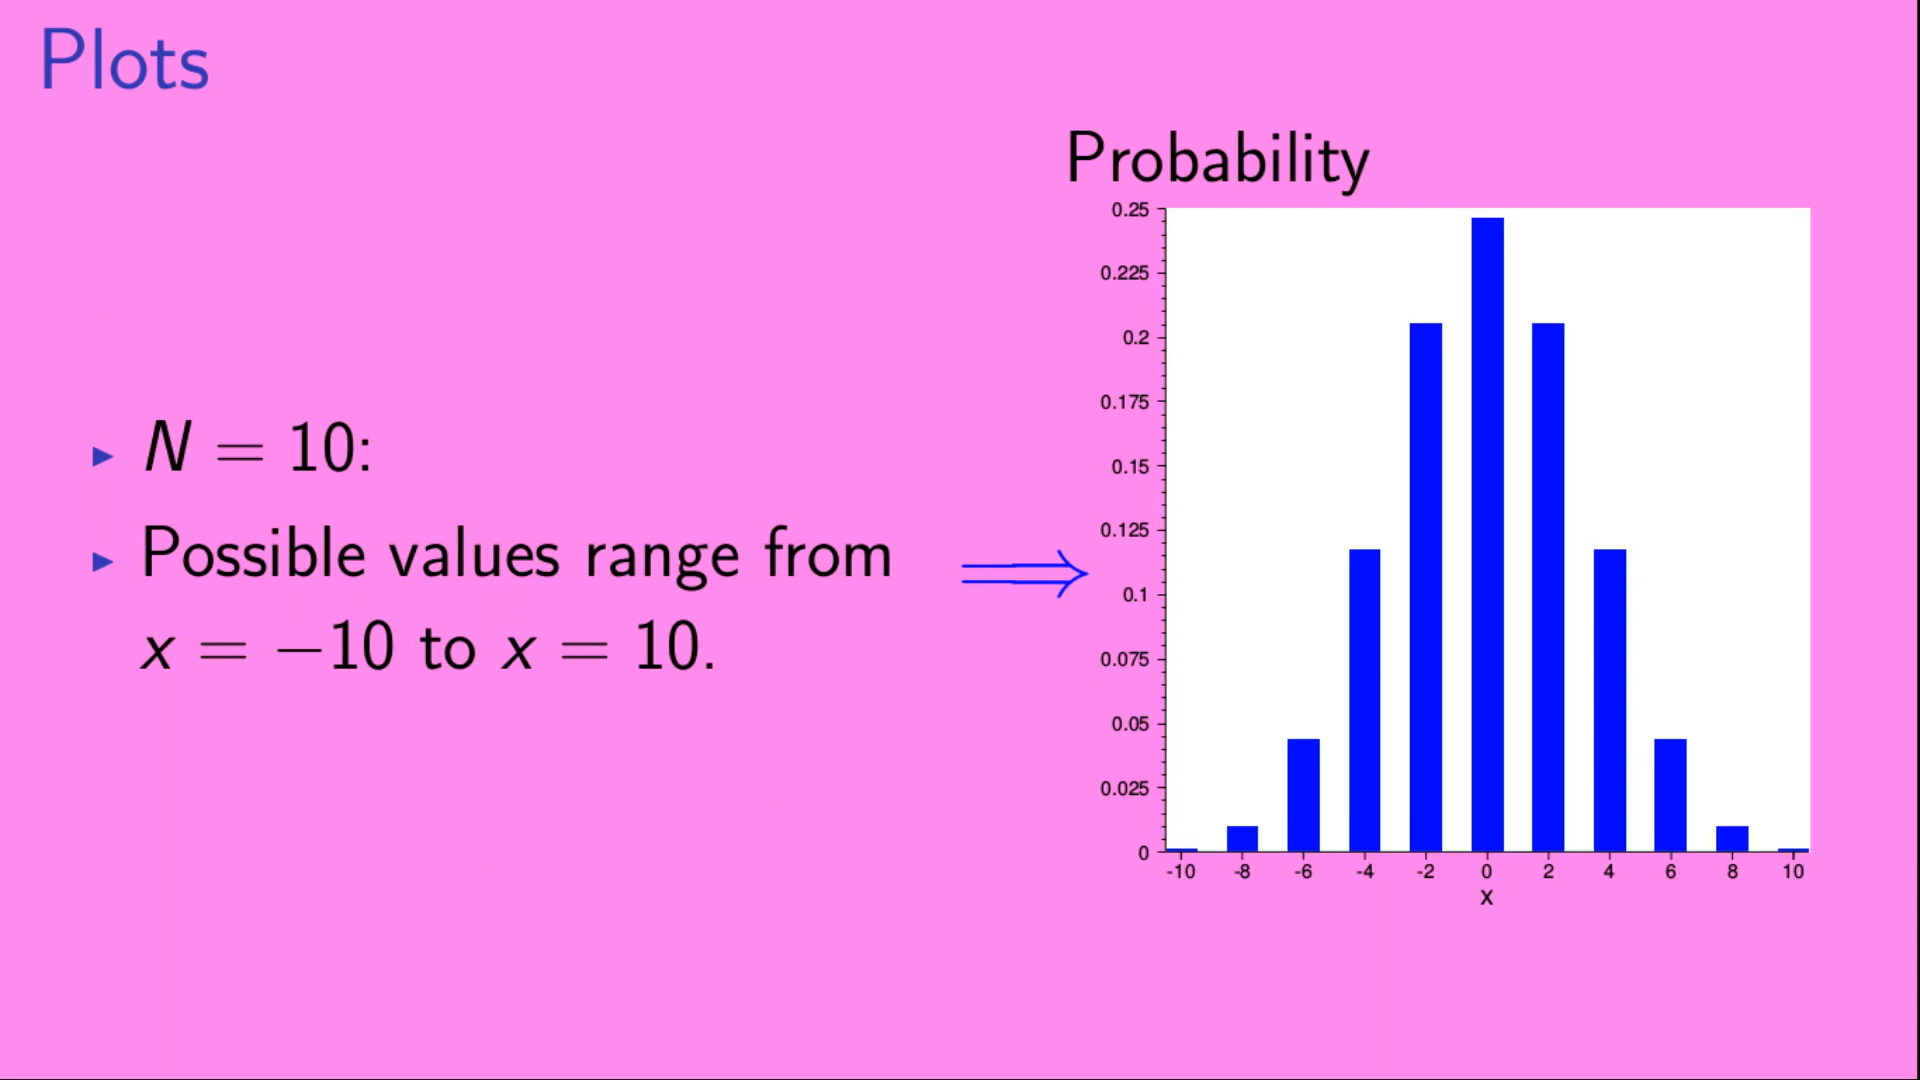 Plots
▶ N = 10:
▶ Possible values range from
x = −10 to x = 10.
⟹
Probability
0.25
0.225
0.2
0.175
0.15
0.125
0.1
0.075
0.05
0.025
0
-10 -8 -6 -4 -2 0 2 4 6 8 10
x